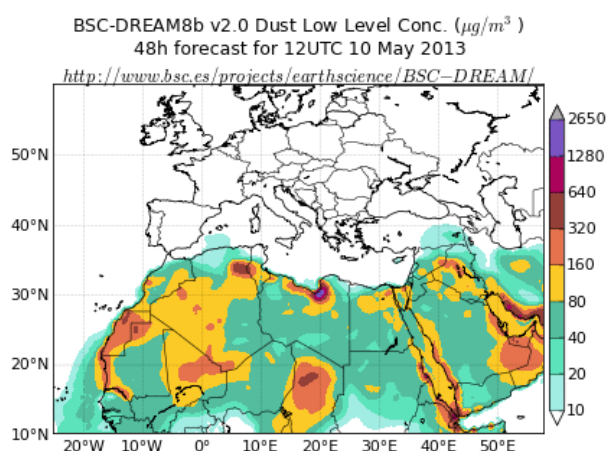 BSC-DREAM8b v2.0 Dust Low Level Conc. (μg/m³ )
48h forecast for 12UTC 10 May 2013
http://www.bsc.es/projects/earthscience/BSC−DREAM/
2650
50°N
1280
640
40°N
320
160
30°N
80
40
20°N
20
10
10°N
20°W
10°W
0°
10°E
20°E
30°E
40°E
50°E